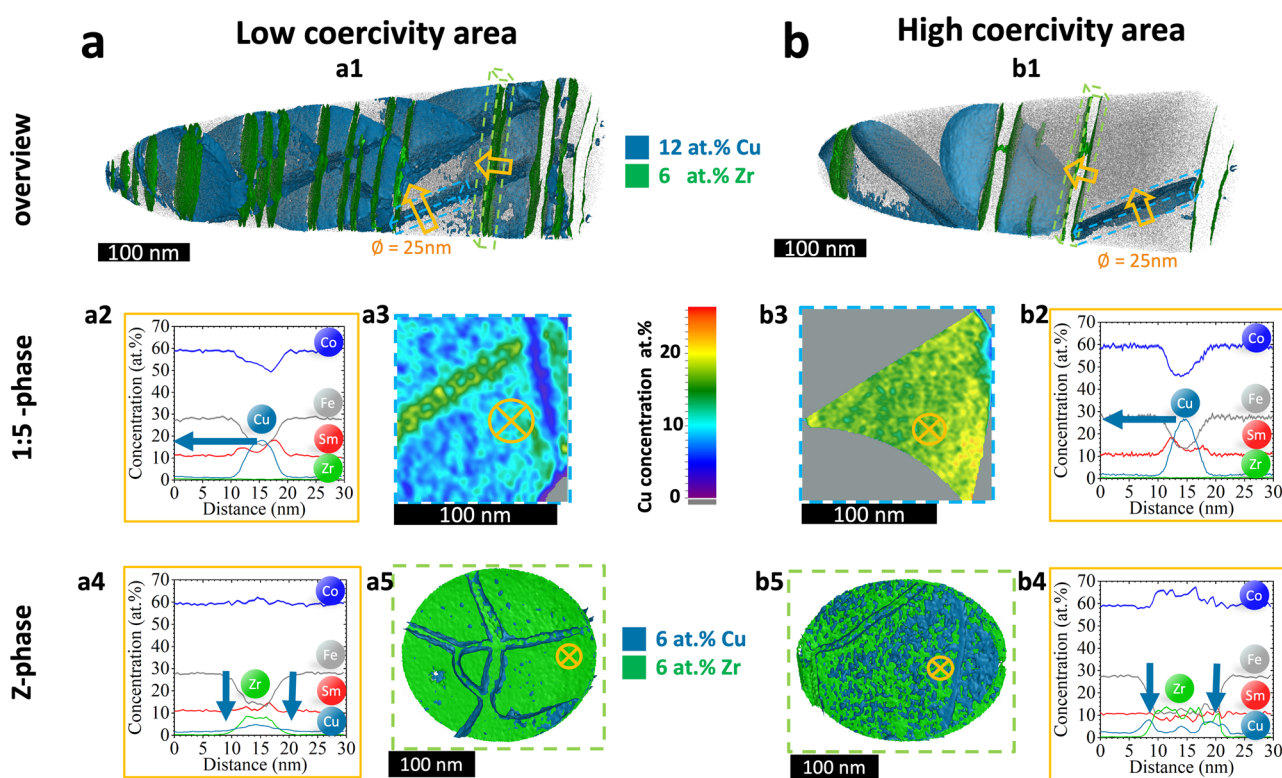 a
Low coercivity area
b
High coercivity area
a1
b1
overview
12 at.% Cu
6 at.% Zr
Ø = 25nm
Ø = 25nm
100 nm
100 nm
1:5 -phase
a2
Concentration (at.%)
70
60
50
40
30
20
10
0
Co
Fe
Cu
Sm
Zr
0 5 10 15 20 25 30
Distance (nm)
a3
100 nm
Cu concentration at.%
20
10
0
b3
100 nm
b2
Concentration (at.%)
70
60
50
40
30
20
10
0
Co
Fe
Cu
Sm
Zr
0 5 10 15 20 25 30
Distance (nm)
Z-phase
a4
Concentration (at.%)
70
60
50
40
30
20
10
0
Co
Fe
Zr
Sm
Cu
0 5 10 15 20 25 30
Distance (nm)
a5
100 nm
6 at.% Cu
6 at.% Zr
b5
100 nm
b4
Concentration (at.%)
70
60
50
40
30
20
10
0
Co
Fe
Zr
Sm
Cu
0 5 10 15 20 25 30
Distance (nm)